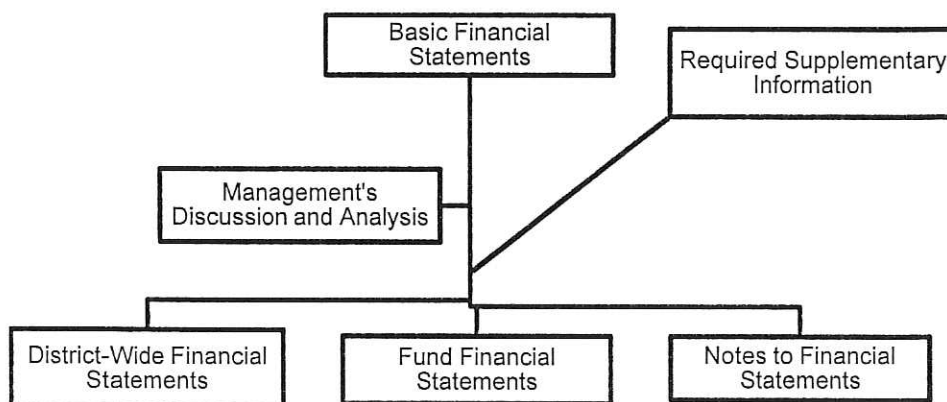 Basic Financial
Statements
Required Supplementary
Information
Management's
Discussion and Analysis
District-Wide Financial
Statements
Fund Financial
Statements
Notes to Financial
Statements